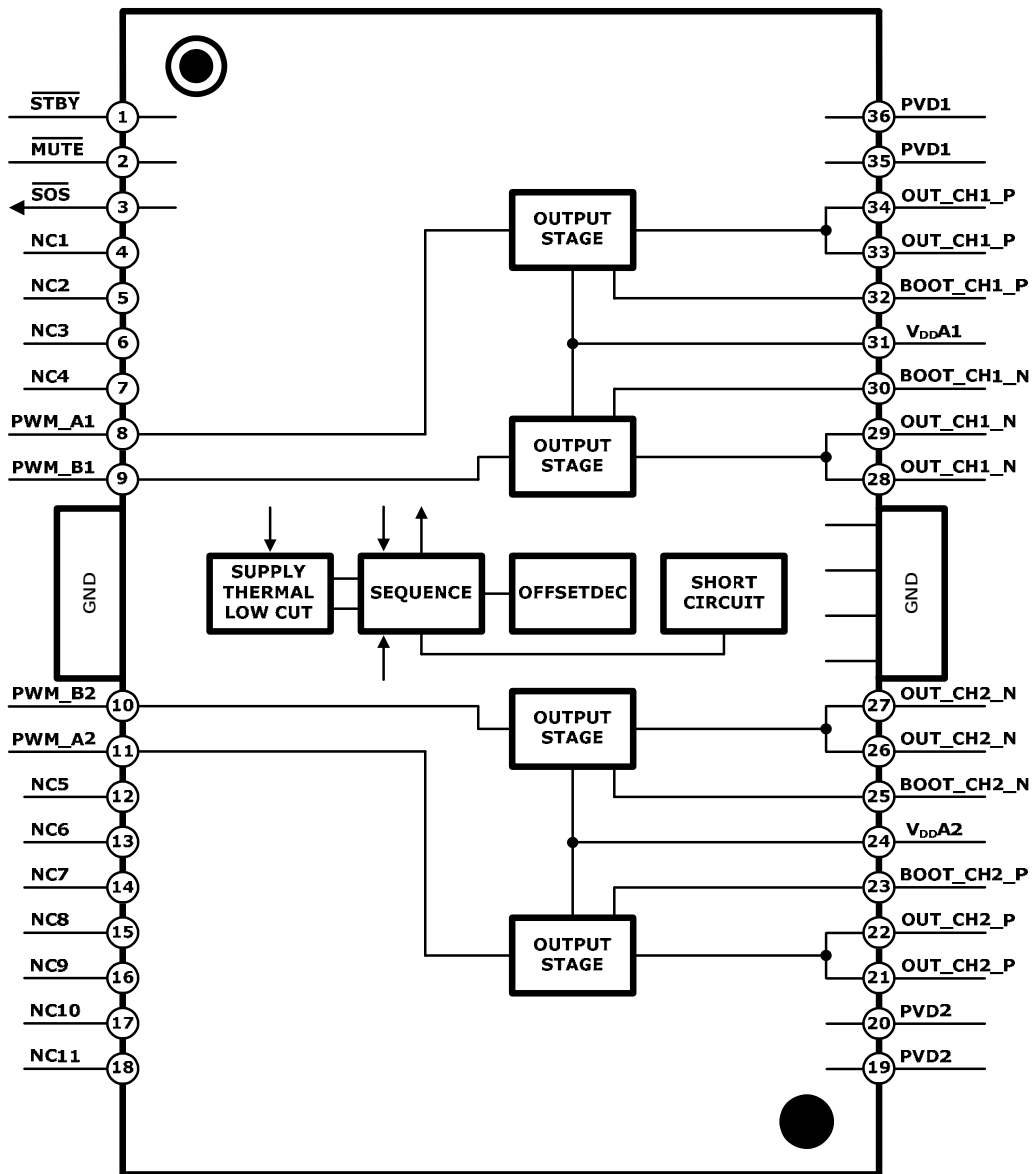 STBY
1
36
PVD1
MUTE
2
35
PVD1
SOS
3
OUTPUT
STAGE
34
OUT_CH1_P
NC1
4
33
OUT_CH1_P
NC2
5
32
BOOT_CH1_P
NC3
6
31
VDDA1
NC4
7
30
BOOT_CH1_N
PWM_A1
8
OUTPUT
STAGE
29
OUT_CH1_N
PWM_B1
9
28
OUT_CH1_N
GND
SUPPLY
THERMAL
LOW CUT
SEQUENCE
OFFSETDEC
SHORT
CIRCUIT
GND
PWM_B2
10
OUTPUT
STAGE
27
OUT_CH2_N
PWM_A2
11
26
OUT_CH2_N
NC5
12
25
BOOT_CH2_N
NC6
13
24
VDDA2
NC7
14
23
BOOT_CH2_P
NC8
15
OUTPUT
STAGE
22
OUT_CH2_P
NC9
16
21
OUT_CH2_P
NC10
17
20
PVD2
NC11
18
19
PVD2